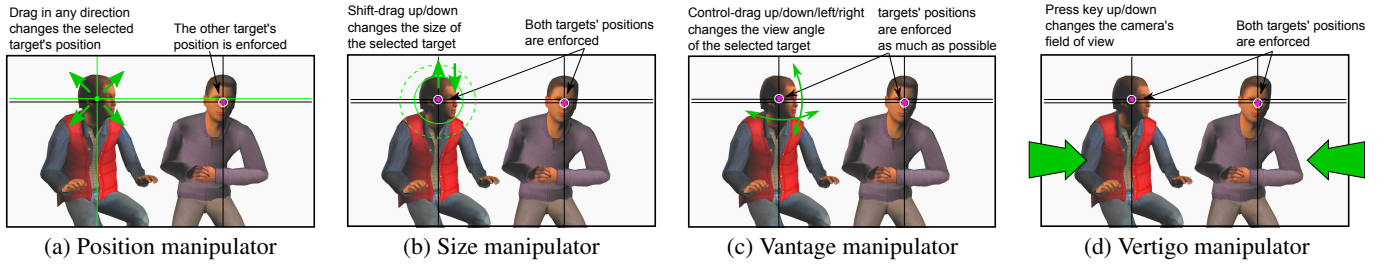 Drag in any direction
changes the selected
target's position
The other target's
position is enforced
(a) Position manipulator
Shift-drag up/down
changes the size of
the selected target
Both targets' positions
are enforced
(b) Size manipulator
Control-drag up/down/left/right
changes the view angle
of the selected target
targets' positions
are enforced
as much as possible
(c) Vantage manipulator
Press key up/down
changes the camera's
field of view
Both targets' positions
are enforced
(d) Vertigo manipulator